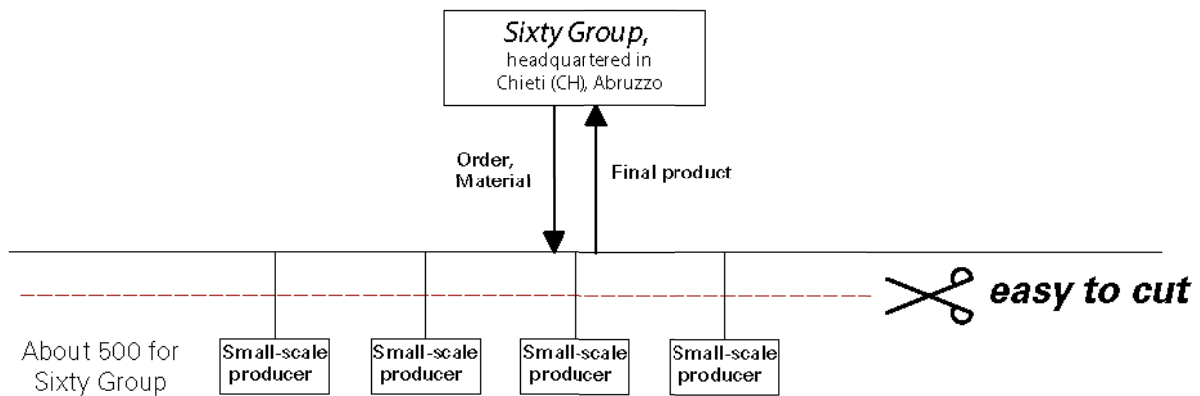 Sixty Group,
headquartered in
Chieti (CH), Abruzzo
Order,
Material
Final product
easy to cut
About 500 for
Sixty Group
Small-scale
producer
Small-scale
producer
Small-scale
producer
Small-scale
producer